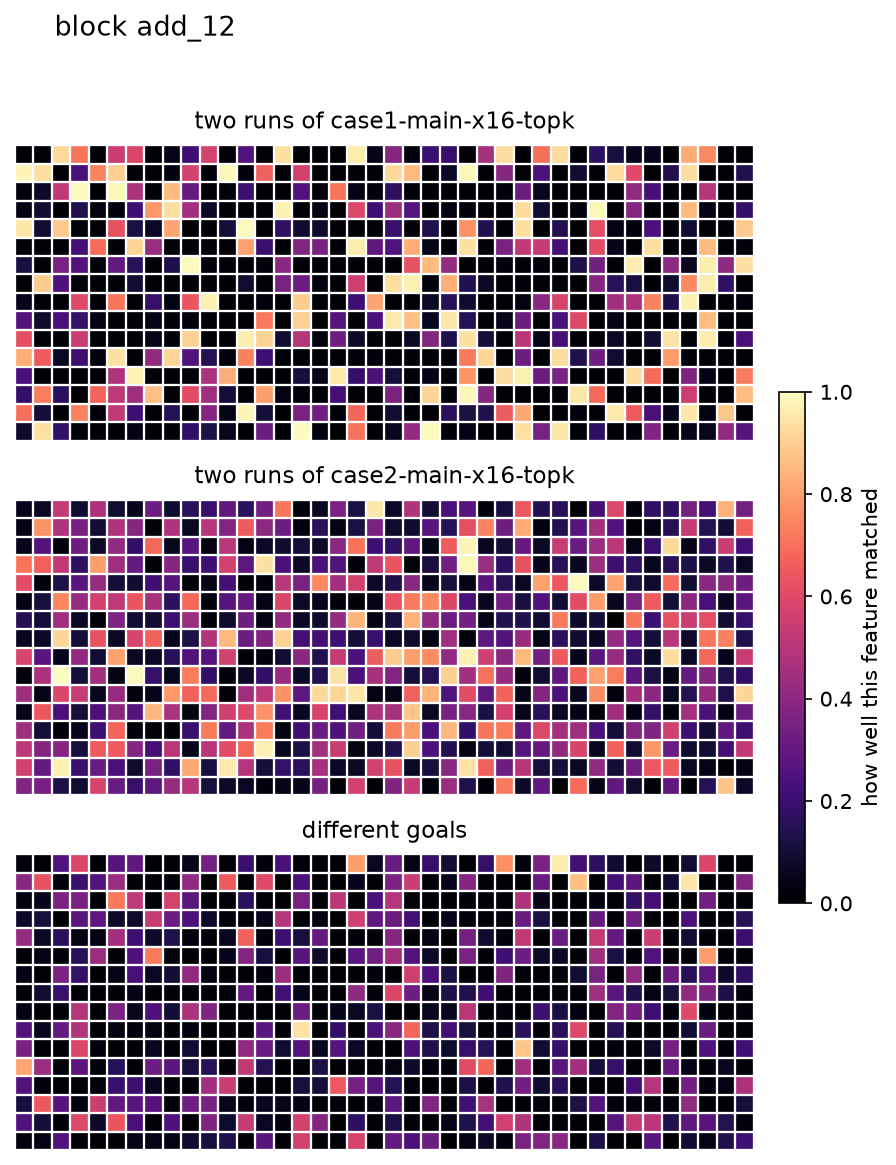 block add_12
two runs of case1-main-x16-topk
two runs of case2-main-x16-topk
1.0
0.8
0.6
0.4
0.2
0.0
how well this feature matched
different goals